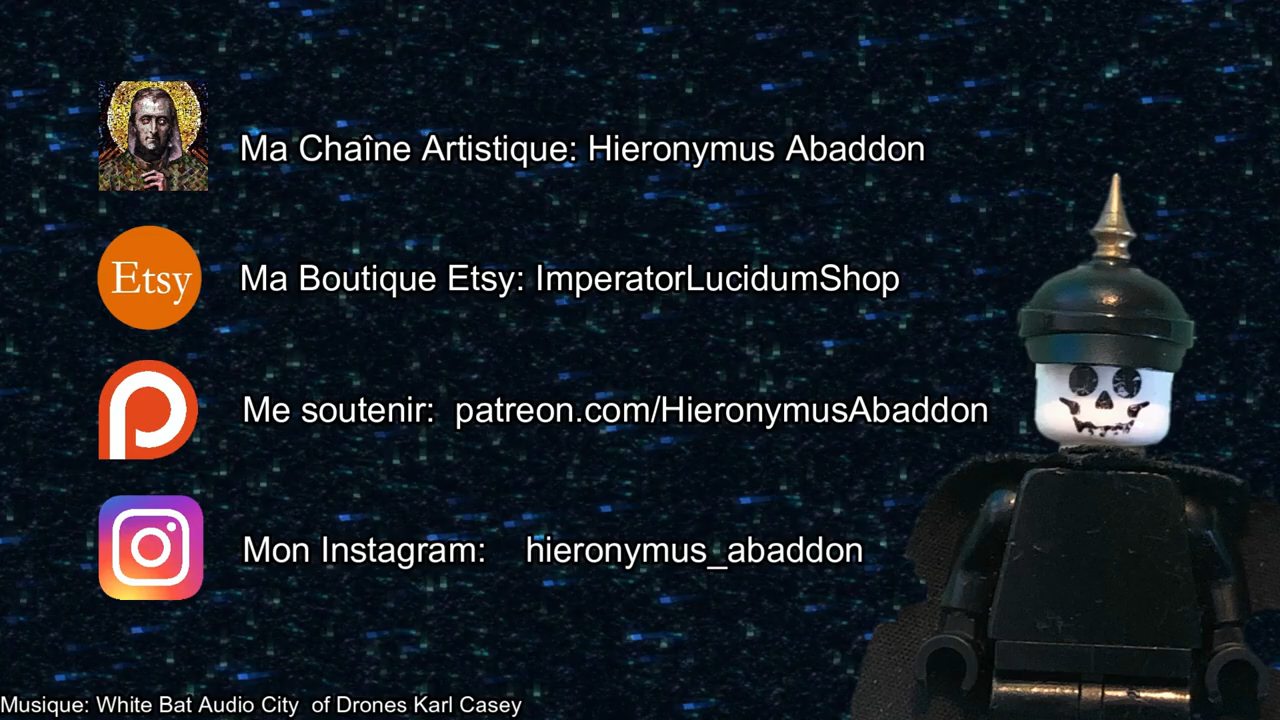 Ma Chaîne Artistique: Hieronymus Abaddon
Etsy
Ma Boutique Etsy: ImperatorLucidumShop
Me soutenir: patreon.com/HieronymusAbaddon
Mon Instagram: hieronymus_abaddon
Musique: White Bat Audio City of Drones Karl Casey